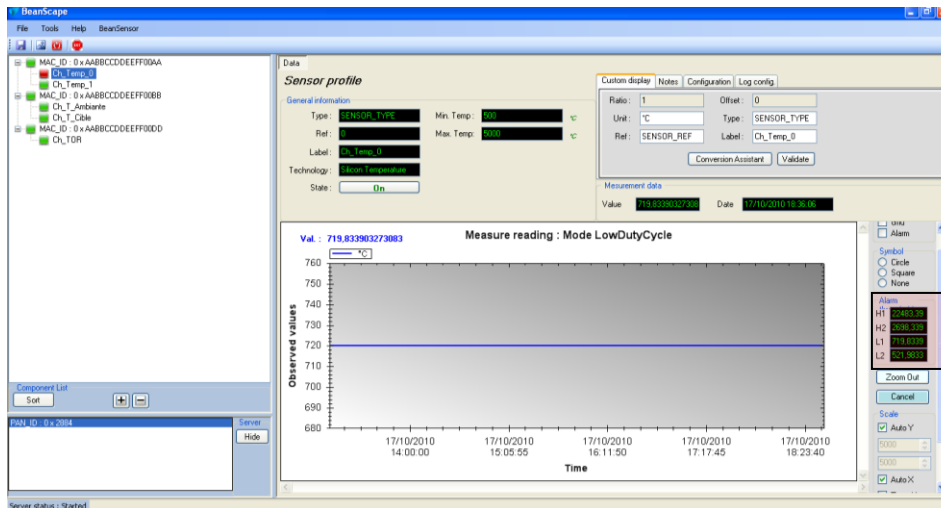 BeanScape
File Tools Help BeanSensor
MAC_ID : 0 x AABBCCDDEEFF00AA
Ch_Temp_0
Ch_Temp_1
MAC_ID : 0 x AABBCCDDEEFF00BB
Ch_T_Ambiante
Ch_T_Cible
MAC_ID : 0 x AABBCCDDEEFF00DD
Ch_TOR
Component List
Sort
PAN_ID : 0 x 2004
Server
Hide
Server status : Started
Data
Sensor profile
General information
Type : SENSOR_TYPE
Ref : 0
Label : Ch_Temp_0
Technology : Silicon Temperature
State : On
Min. Temp : 500 °C
Max. Temp : 5000 °C
Custom display Notes Configuration Log config.
Ratio : 1 Offset : 0
Unit : °C Type : SENSOR_TYPE
Ref : SENSOR_REF Label : Ch_Temp_0
Conversion Assistant Validate
Mesurement data
Value 719,83390327308 Date 17/10/2010 18:36:06
Val. : 719,833903273083
Measure reading : Mode LowDutyCycle
°C
Observed values
760
750
740
730
720
710
700
690
680
17/10/2010 17/10/2010 17/10/2010 17/10/2010 17/10/2010
14:00:00 15:05:55 16:11:50 17:17:45 18:23:40
Time
Alarm
Symbol
Circle
Square
None
Alarm
H1 22483,39
H2 2698,339
L1 719,8339
L2 521,9833
Zoom Out
Cancel
Scale
Auto Y
5000
5000
Auto X